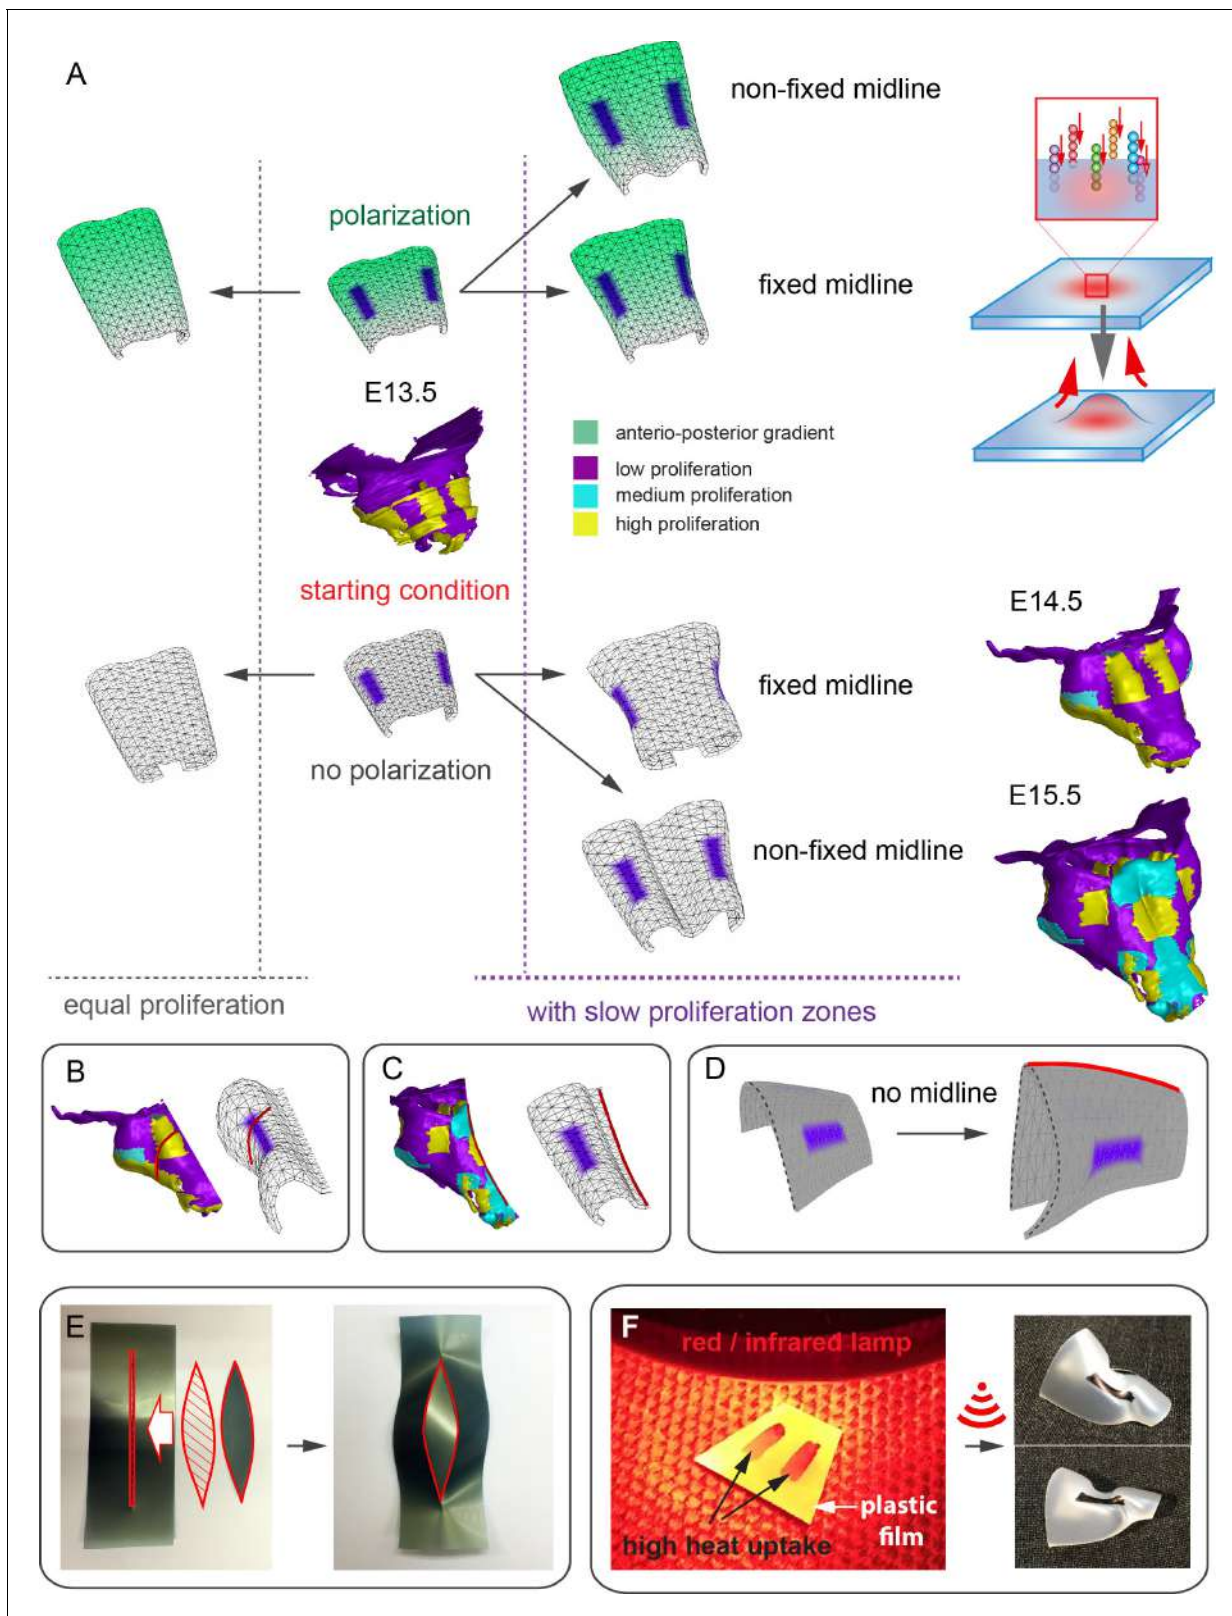 A
non-fixed midline
polarization
fixed midline
E13.5
anterio-posterior gradient
low proliferation
medium proliferation
high proliferation
starting condition
E14.5
fixed midline
no polarization
E15.5
non-fixed midline
equal proliferation
with slow proliferation zones
B
C
D
no midline
E
F
red / infrared lamp
plastic
film
high heat uptake